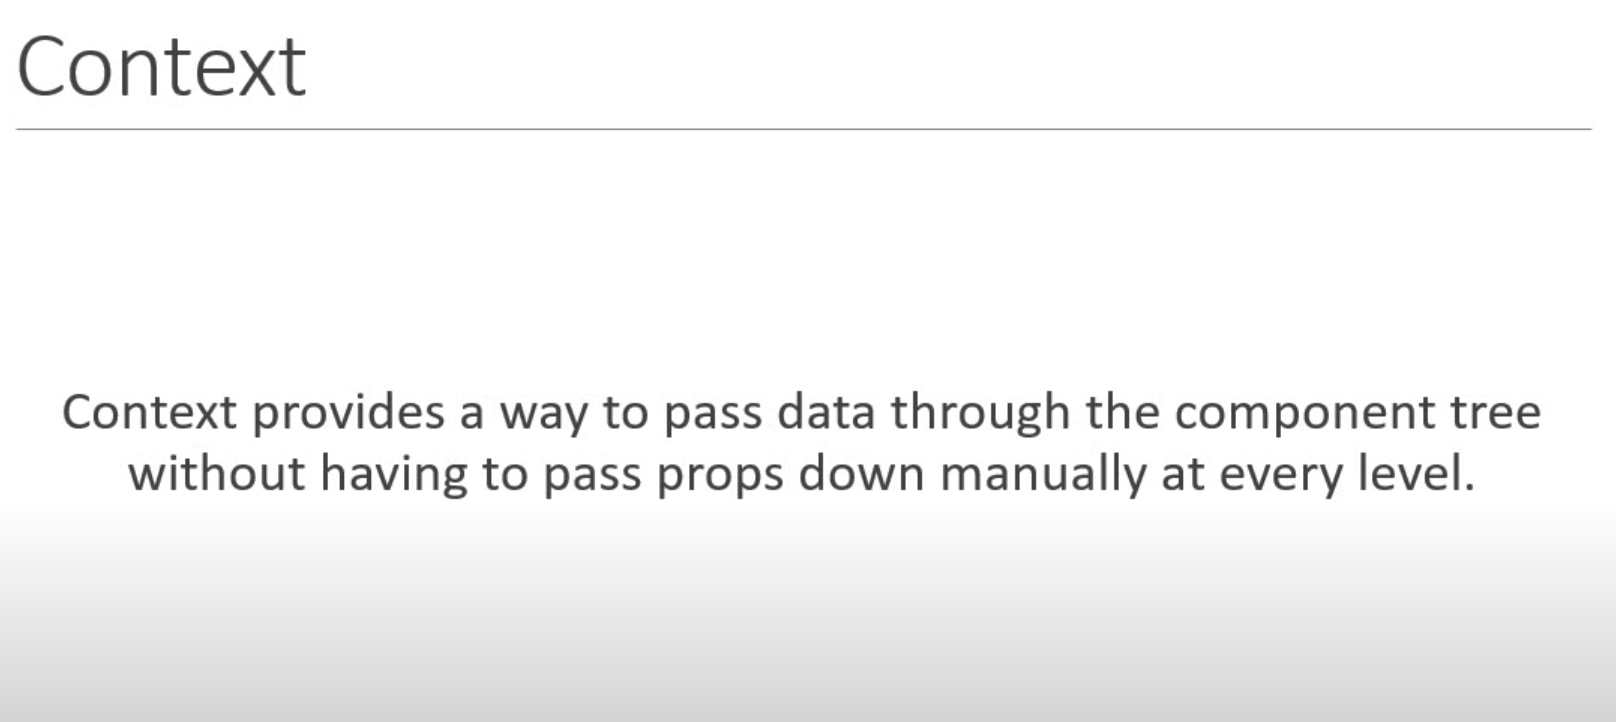 Context
Context provides a way to pass data through the component tree
without having to pass props down manually at every level.